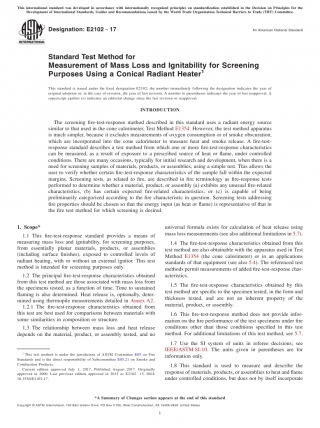 This international standard was developed in accordance with internationally recognized principles on standardization established in the Decision on Principles for the
Development of International Standards, Guides and Recommendations issued by the World Trade Organization Technical Barriers to Trade (TBT) Committee.
Designation: E2102 - 17
An American National Standard
INTERNATIONAL
Standard Test Method for
Measurement of Mass Loss and Ignitability for Screening
Purposes Using a Conical Radiant Heater¹
This standard is issued under the fixed designation E2102; the number immediately following the designation indicates the year of
original adoption or, in the case of revision, the year of last revision. A number in parentheses indicates the year of last reapproval. A
superscript epsilon (ε) indicates an editorial change since the last revision or reapproval.
INTRODUCTION
The screening fire-test-response method described in this standard uses a radiant energy source
similar to that used in the cone calorimeter, Test Method E1354. However, the test method apparatus
is much simpler, because it excludes measurements of oxygen consumption or of smoke obscuration,
which are incorporated into the cone calorimeter to measure heat and smoke release. A fire-test-
response standard describes a test method from which one or more fire-test-response characteristics
can be measured, as a result of exposure to a prescribed source of heat or flame, under controlled
conditions. There are many occasions, typically for initial research and development, when there is a
need for screening samples of materials, products, or assemblies, using a simple test. This allows the
user to verify whether certain fire-test-response characteristics of the sample fall within the expected
margins. Screening tests, as related to fire, are described in fire terminology as fire-response tests
performed to determine whether a material, product, or assembly (a) exhibits any unusual fire-related
characteristics, (b) has certain expected fire-related characteristics, or (c) is capable of being
preliminarily categorized according to the fire characteristic in question. Screening tests addressing
fire properties should be chosen so that the energy input (as heat or flame) is representative of that in
the fire test method for which screening is desired.
1. Scope*
1.1 This fire-test-response standard provides a means of
measuring mass loss and ignitability, for screening purposes,
from essentially planar materials, products, or assemblies
(including surface finishes), exposed to controlled levels of
radiant heating, with or without an external ignitor. This test
method is intended for screening purposes only.
1.2 The principal fire-test-response characteristics obtained
from this test method are those associated with mass loss from
the specimens tested, as a function of time. Time to sustained
flaming is also determined. Heat release is, optionally, deter-
mined using thermopile measurements detailed in Annex A2.
1.2.1 The fire-test-response characteristics obtained from
this test are best used for comparisons between materials with
some similarities in composition or structure.
1.3 The relationship between mass loss and heat release
depends on the material, product, or assembly tested, and no
¹ This test method is under the jurisdiction of ASTM Committee E05 on Fire
Standards and is the direct responsibility of Subcommittee E05.21 on Smoke and
Combustion Products.
Current edition approved July 1, 2017. Published August 2017. Originally
approved in 2000. Last previous edition approved in 2015 as E2102 - 15. DOI:
10.1520/E2102-17.
universal formula exists for calculation of heat release using
mass loss measurements (see also additional limitations in 5.7).
1.4 The fire-test-response characteristics obtained from this
test method are also obtainable with the apparatus used in Test
Method E1354 (the cone calorimeter) or in applications
standards of that equipment (see also 5.4). The referenced test
methods permit measurements of added fire-test-response char-
acteristics.
1.5 The fire-test-response characteristics obtained by this
test method are specific to the specimen tested, in the form and
thickness tested, and are not an inherent property of the
material, product, or assembly.
1.6 This fire-test-response method does not provide infor-
mation on the fire performance of the test specimens under fire
conditions other than those conditions specified in this test
method. For additional limitations of this test method, see 5.7.
1.7 Use the SI system of units in referee decisions; see
IEEE/ASTM SI-10. The units given in parentheses are for
information only.
1.8 This standard is used to measure and describe the
response of materials, products, or assemblies to heat and flame
under controlled conditions, but does not by itself incorporate
*A Summary of Changes section appears at the end of this standard
Copyright © ASTM International, 100 Barr Harbor Drive, PO Box C700, West Conshohocken, PA 19428-2959. United States
1